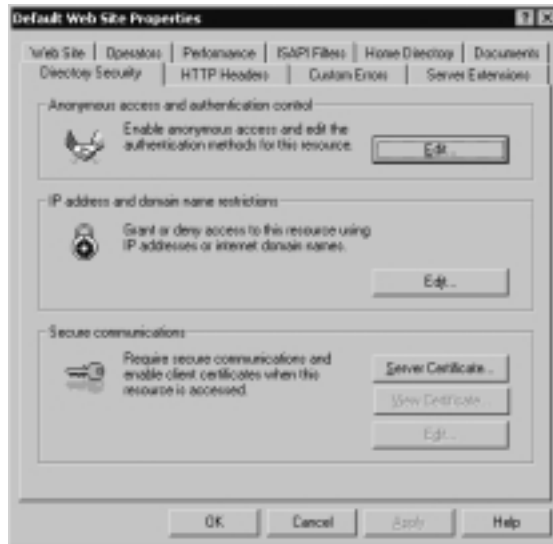 Default Web Site Properties
Web Site Operators Performance ISAPI Filters Home Directory Documents
Directory Security HTTP Headers Custom Errors Server Extensions
Anonymous access and authentication control
Enable anonymous access and edit the
authentication methods for this resource.
Edit...
IP address and domain name restrictions
Grant or deny access to this resource using
IP addresses or internet domain names.
Edit...
Secure communications
Require secure communications and
enable client certificates when this
resource is accessed.
Server Certificate...
View Certificate...
Edit...
OK Cancel Apply Help